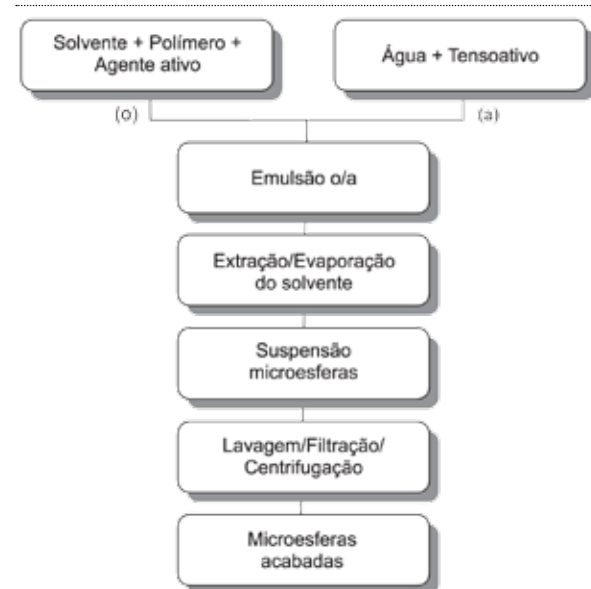 Solvente + Polímero +
Agente ativo
Água + Tensoativo
(o)
(a)
Emulsão o/a
Extração/Evaporação
do solvente
Suspensão
microesferas
Lavagem/Filtração/
Centrifugação
Microesferas
acabadas